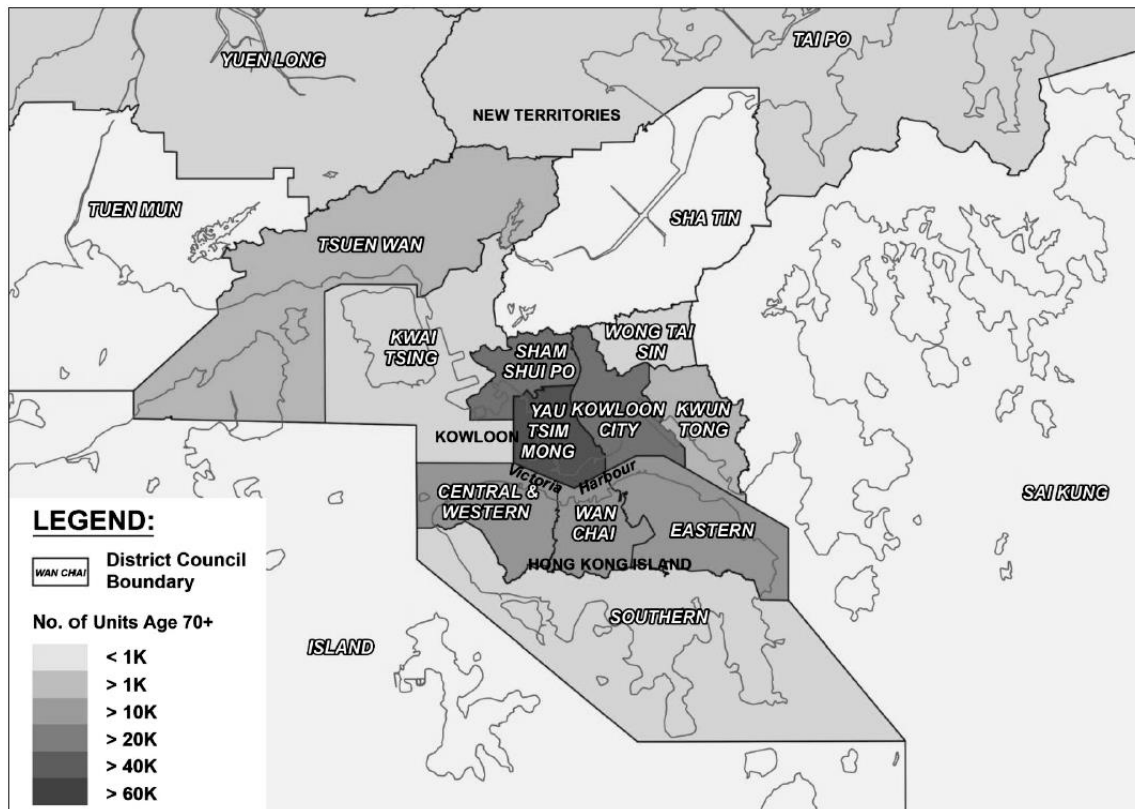 YUEN LONG
TAI PO
NEW TERRITORIES
TUEN MUN
SHA TIN
TSUEN WAN
KWAI
TSING
WONG TAI
SIN
SHAM
SHUI PO
YAU
TSIM
MONG
KOWLOON
CITY
KWUN
TONG
KOWLOON
Victoria Harbour
CENTRAL &
WESTERN
WAN
CHAI
EASTERN
SAI KUNG
HONG KONG ISLAND
SOUTHERN
ISLAND
LEGEND:
WAN CHAI
District Council
Boundary
No. of Units Age 70+
< 1K
> 1K
> 10K
> 20K
> 40K
> 60K